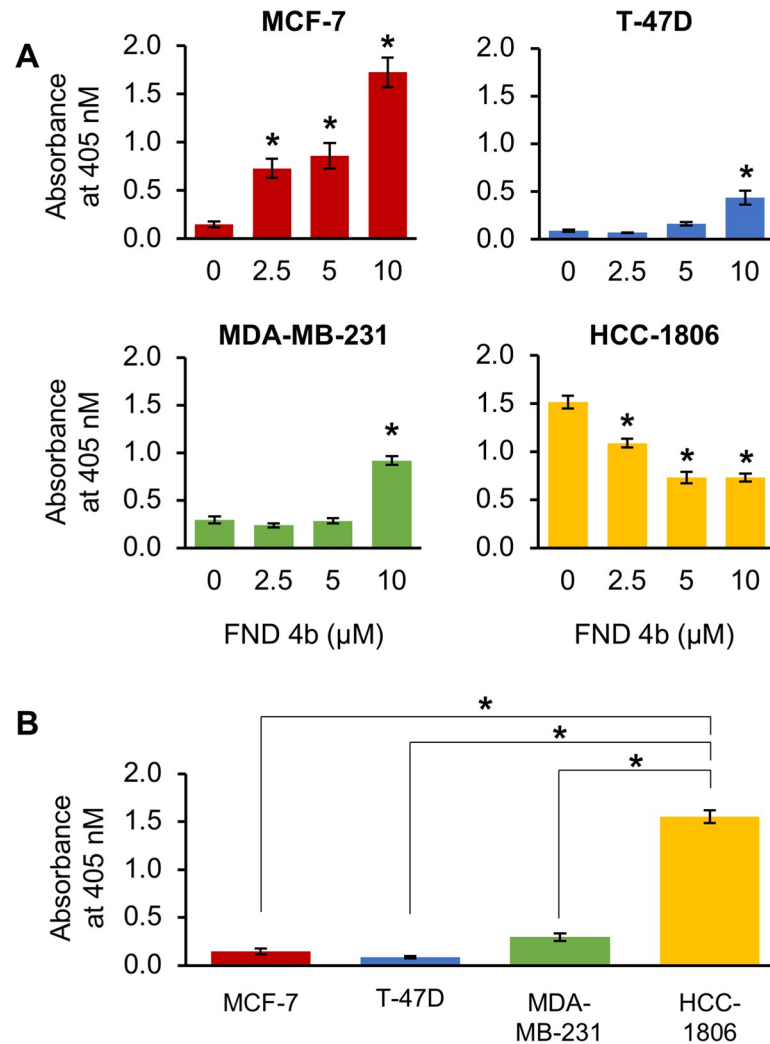 A
MCF-7
T-47D
Absorbance
at 405 nM
2.0
1.5
1.0
0.5
0.0
*
*
*
0 2.5 5 10
2.0
1.5
1.0
0.5
0.0
*
0 2.5 5 10
MDA-MB-231
HCC-1806
Absorbance
at 405 nM
2.0
1.5
1.0
0.5
0.0
*
0 2.5 5 10
FND 4b (µM)
2.0
1.5
1.0
0.5
0.0
*
*
*
0 2.5 5 10
FND 4b (µM)
B
*
*
*
Absorbance
at 405 nM
2.0
1.5
1.0
0.5
0.0
MCF-7
T-47D
MDA-
MB-231
HCC-
1806